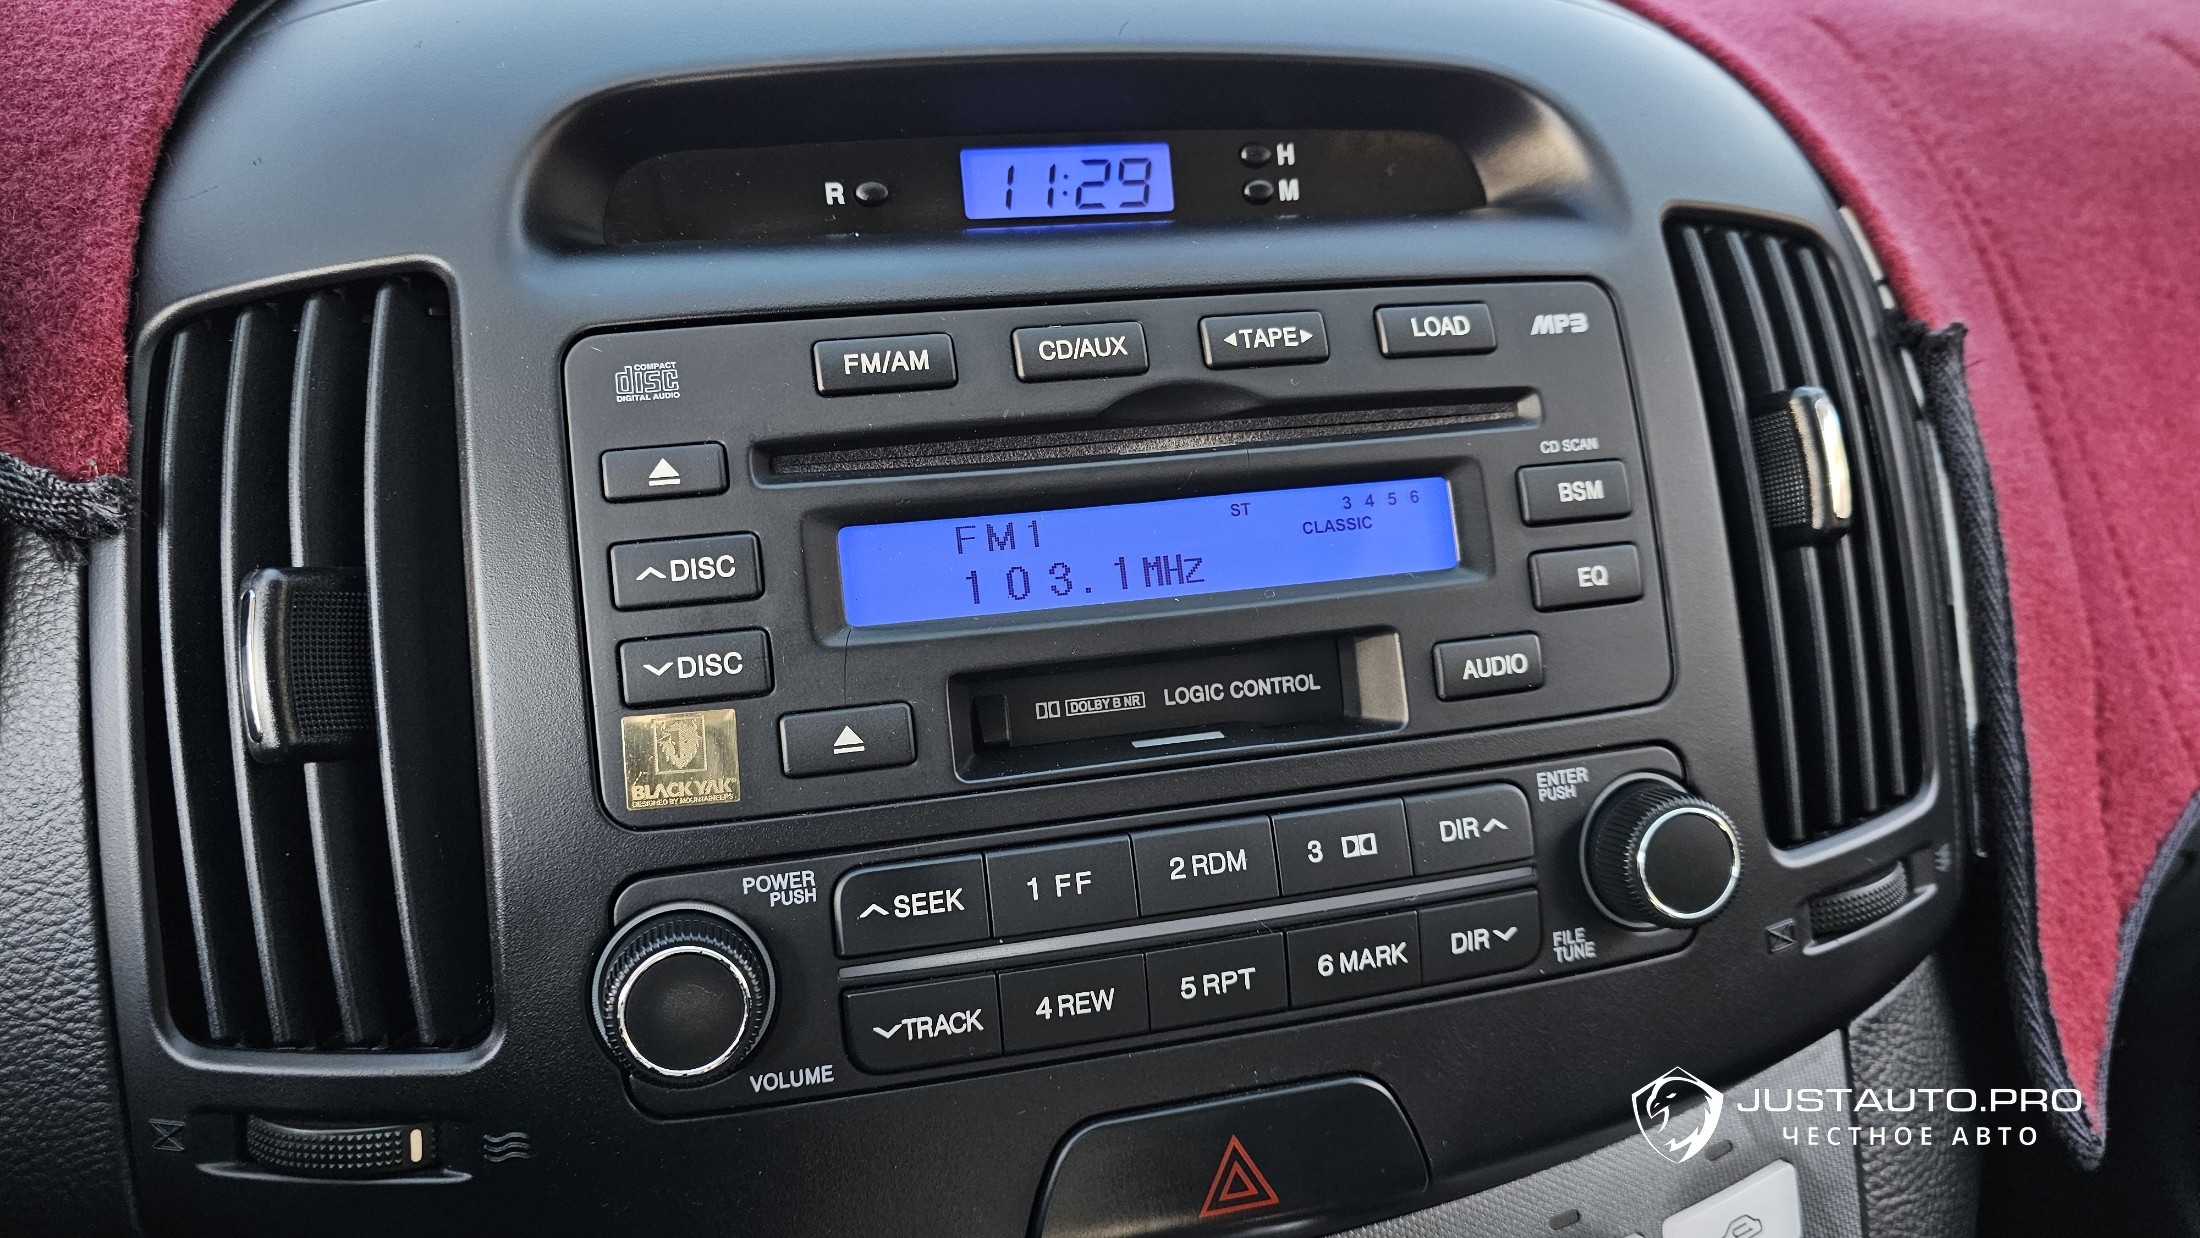 R
11:29
H
M
COMPACT
disc
DIGITAL AUDIO
FM/AM
CD/AUX
TAPE
LOAD
MP3
CD SCAN
BSM
DISC
FM1
ST
3 4 5 6
CLASSIC
103.1MHz
EQ
DISC
DOLBY B NR
LOGIC CONTROL
AUDIO
BLACKYAK
POWER
PUSH
SEEK
1 FF
2 RDM
3
DIR
ENTER
PUSH
VOLUME
TRACK
4 REW
5 RPT
6 MARK
DIR
FILE
TUNE
JUSTAUTO.PRO
ЧЕСТНОЕ АВТО